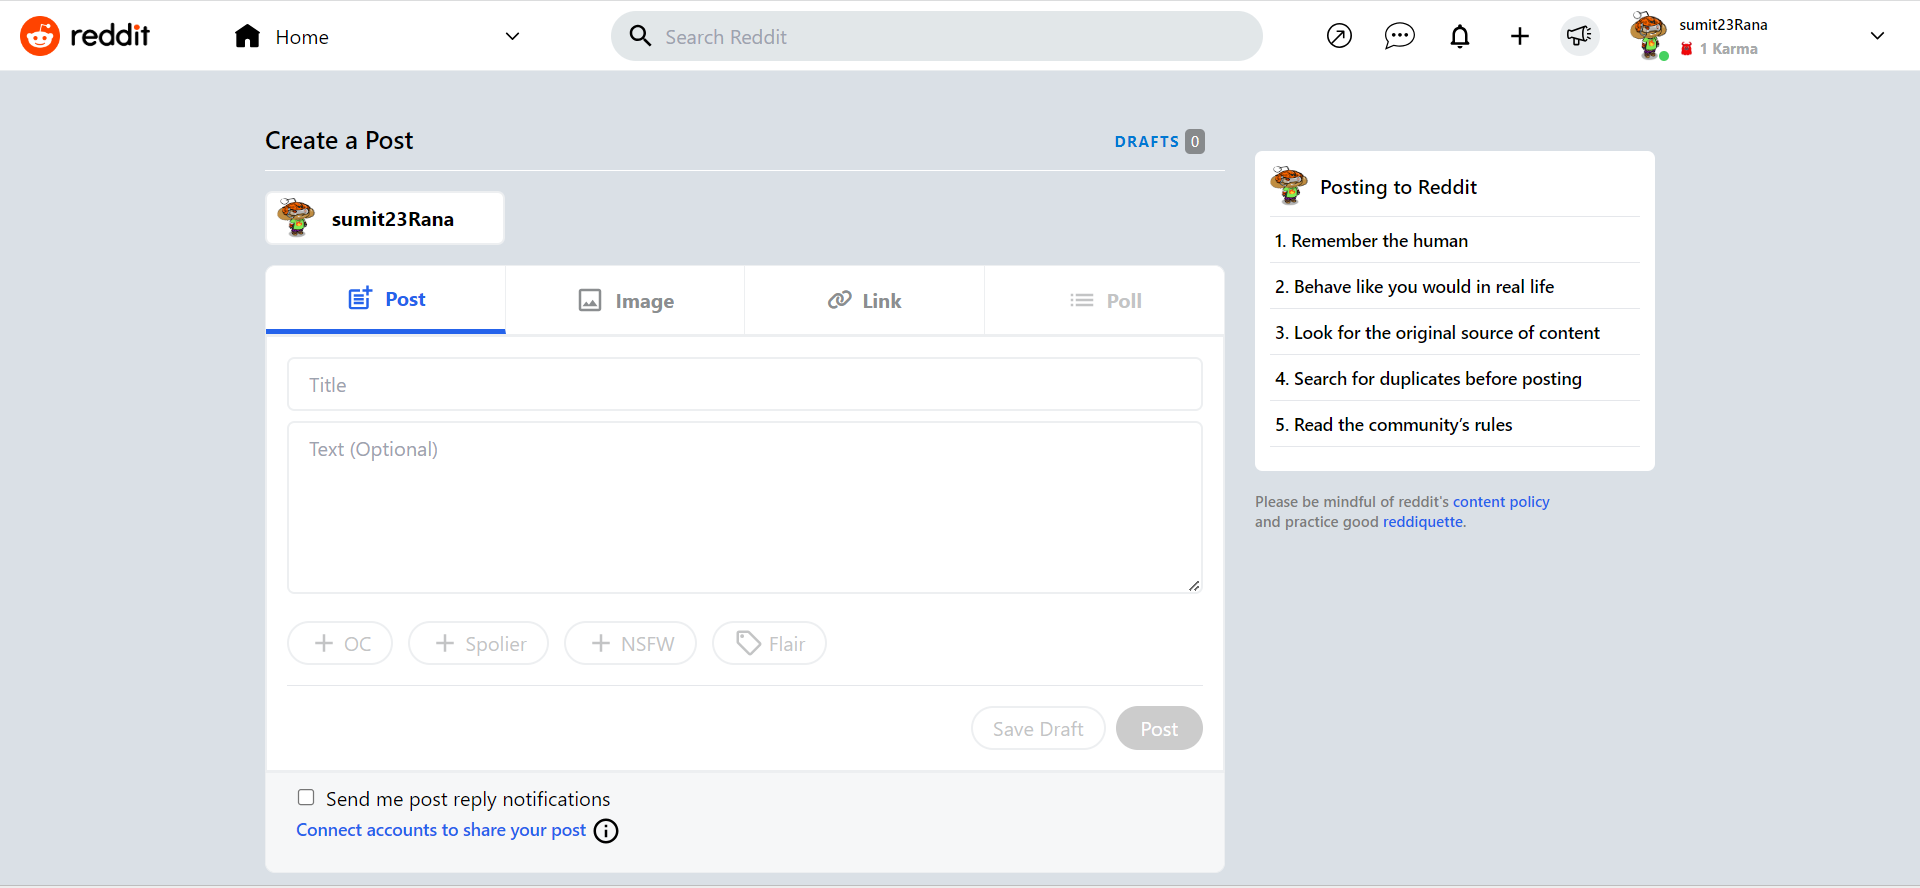 reddit
Home
Search Reddit
sumit23Rana
1 Karma
Create a Post
DRAFTS 0
sumit23Rana
Post
Image
Link
Poll
Title
Text (Optional)
OC
Spolier
NSFW
Flair
Save Draft
Post
Send me post reply notifications
Connect accounts to share your post
Posting to Reddit
1. Remember the human
2. Behave like you would in real life
3. Look for the original source of content
4. Search for duplicates before posting
5. Read the community’s rules
Please be mindful of reddit's content policy
and practice good reddiquette.